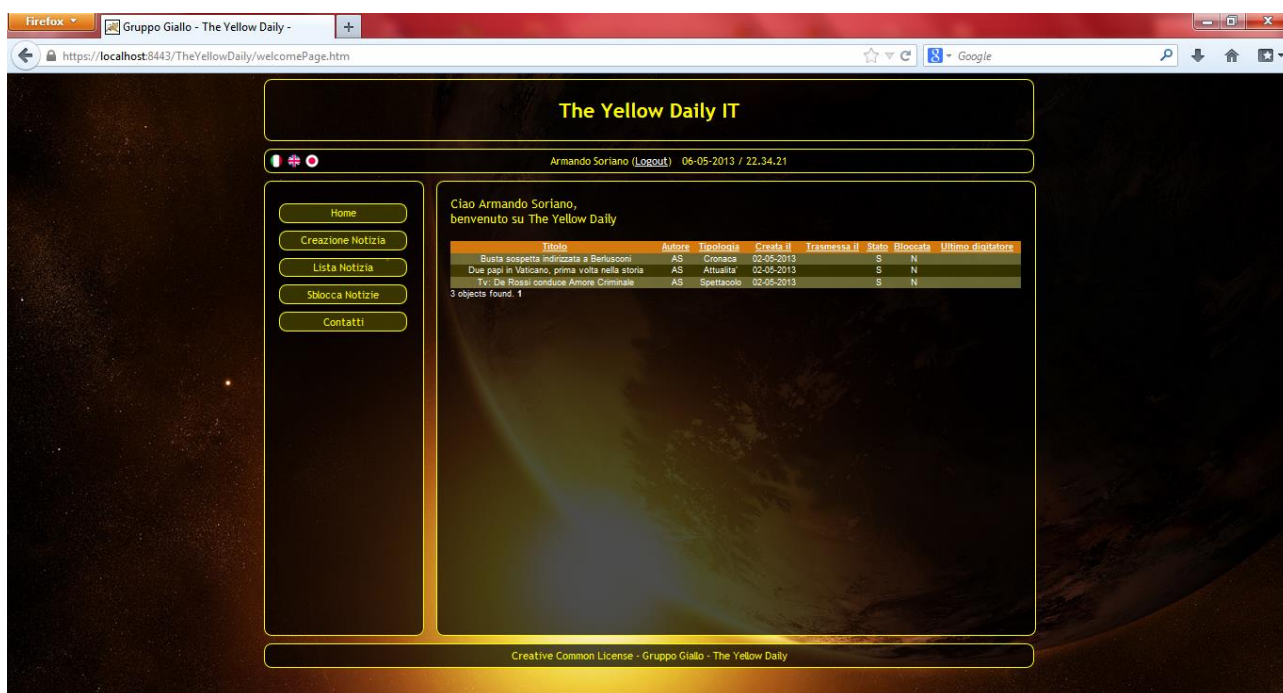 Firefox
Gruppo Giallo - The Yellow Daily -
https://localhost:8443/TheYellowDaily/welcomePage.htm
Google
The Yellow Daily IT
Armando Soriano (Logout) 06-05-2013 / 22.34.21
Home
Creazione Notizia
Lista Notizia
Sblocca Notizie
Contatti
Ciao Armando Soriano,
benvenuto su The Yellow Daily
Titolo Autore Tipologia Creata il Trasmessa il Stato Bloccata Ultimo digitatore
Busta sospetta indirizzata a Berlusconi AS Cronaca 02-05-2013 S N
Due papi in Vaticano, prima volta nella storia AS Attualita' 02-05-2013 S N
Tv: De Rossi conduce Amore Criminale AS Spettacolo 02-05-2013 S N
3 objects found. 1
Creative Common License - Gruppo Giallo - The Yellow Daily